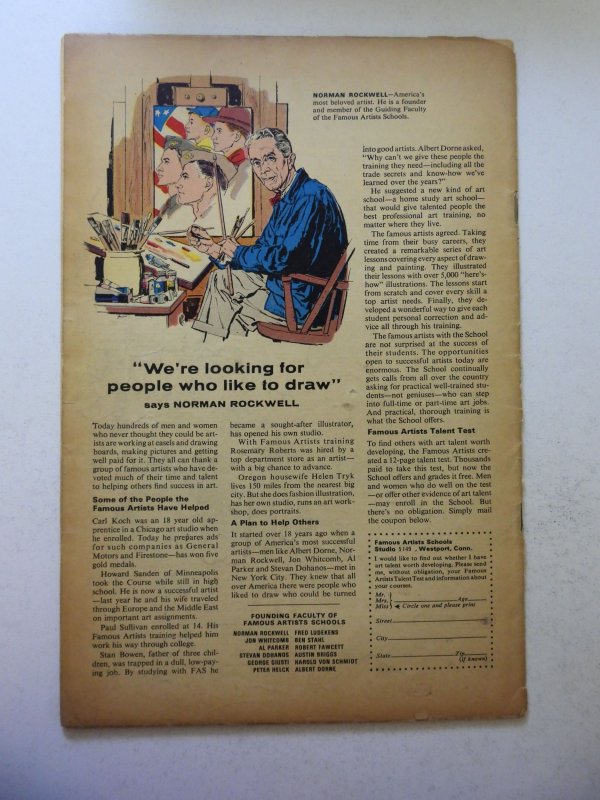 NORMAN ROCKWELL—America's
most beloved artist. He is a founder
and member of the Guiding Faculty
of the Famous Artists Schools.
"We're looking for
people who like to draw"
says NORMAN ROCKWELL
Today hundreds of men and women
who never thought they could be art-
ists are working at easels and drawing
boards, making pictures and getting
well paid for it. They all can thank a
group of famous artists who have de-
voted much of their time and talent
to helping others find success in art.
Some of the People the
Famous Artists Have Helped
Carl Koch was an 18 year old ap-
prentice in a Chicago art studio when
he enrolled. Today he prepares ads
for such companies as General
Motors and Firestone—has won five
gold medals.
Howard Sanden of Minneapolis
took the Course while still in high
school. He is now a successful artist
—last year he and his wife traveled
through Europe and the Middle East
on important art assignments.
Paul Sullivan enrolled at 14. His
Famous Artists training helped him
work his way through college.
Stan Bowen, father of three chil-
dren, was trapped in a dull, low-pay-
ing job. By studying with FAS he
became a sought-after illustrator,
has opened his own studio.
With Famous Artists training
Rosemary Roberts was hired by a
top department store as an artist—
with a big chance to advance.
Oregon housewife Helen Tryk
lives 150 miles from the nearest big
city. But she does fashion illustration,
has her own studio, runs an art work-
shop, does portraits.
A Plan to Help Others
It started over 18 years ago when a
group of America's most successful
artists—men like Albert Dorne, Nor-
man Rockwell, Jon Whitcomb, Al
Parker and Stevan Dohanos—met in
New York City. They knew that all
over America there were people who
liked to draw who could be turned
FOUNDING FACULTY OF
FAMOUS ARTISTS SCHOOLS
NORMAN ROCKWELL FRED LUDEKENS
JON WHITCOMB BEN STAHL
AL PARKER ROBERT FAWCETT
STEVAN DOHANOS AUSTIN BRIGGS
GEORGE GIUSTI HAROLD VON SCHMIDT
PETER HELCK ALBERT DORNE
into good artists. Albert Dorne asked,
"Why can't we give these people the
training they need—including all the
trade secrets and know-how we've
learned over the years?"
He suggested a new kind of art
school—a home study art school—
that would give talented people the
best professional art training, no
matter where they live.
The famous artists agreed. Taking
time from their busy careers, they
created a remarkable series of art
lessons covering every aspect of draw-
ing and painting. They illustrated
their lessons with over 5,000 "here's-
how" illustrations. The lessons start
from scratch and cover every skill a
top artist needs. Finally, they de-
veloped a wonderful way to give each
student personal correction and ad-
vice all through his training.
The famous artists with the School
are not surprised at the success of
their students. The opportunities
open to successful artists today are
enormous. The School continually
gets calls from all over the country
asking for practical well-trained stu-
dents—not geniuses—who can step
into full-time or part-time art jobs.
And practical, thorough training is
what the School offers.
Famous Artists Talent Test
To find others with art talent worth
developing, the Famous Artists cre-
ated a 12-page talent test. Thousands
paid to take this test, but now the
School offers and grades it free. Men
and women who do well on the test
—or offer other evidence of art talent
—may enroll in the School. But
there's no obligation. Simply mail
the coupon below.
Famous Artists Schools
Studio 5149, Westport, Conn.
I would like to find out whether I have
art talent worth developing. Please send
me, without obligation, your Famous
Artists Talent Test and information about
your courses.
Mr.
Mrs. Age
Miss Circle one and please print
Street
City
State Zip
(if known)